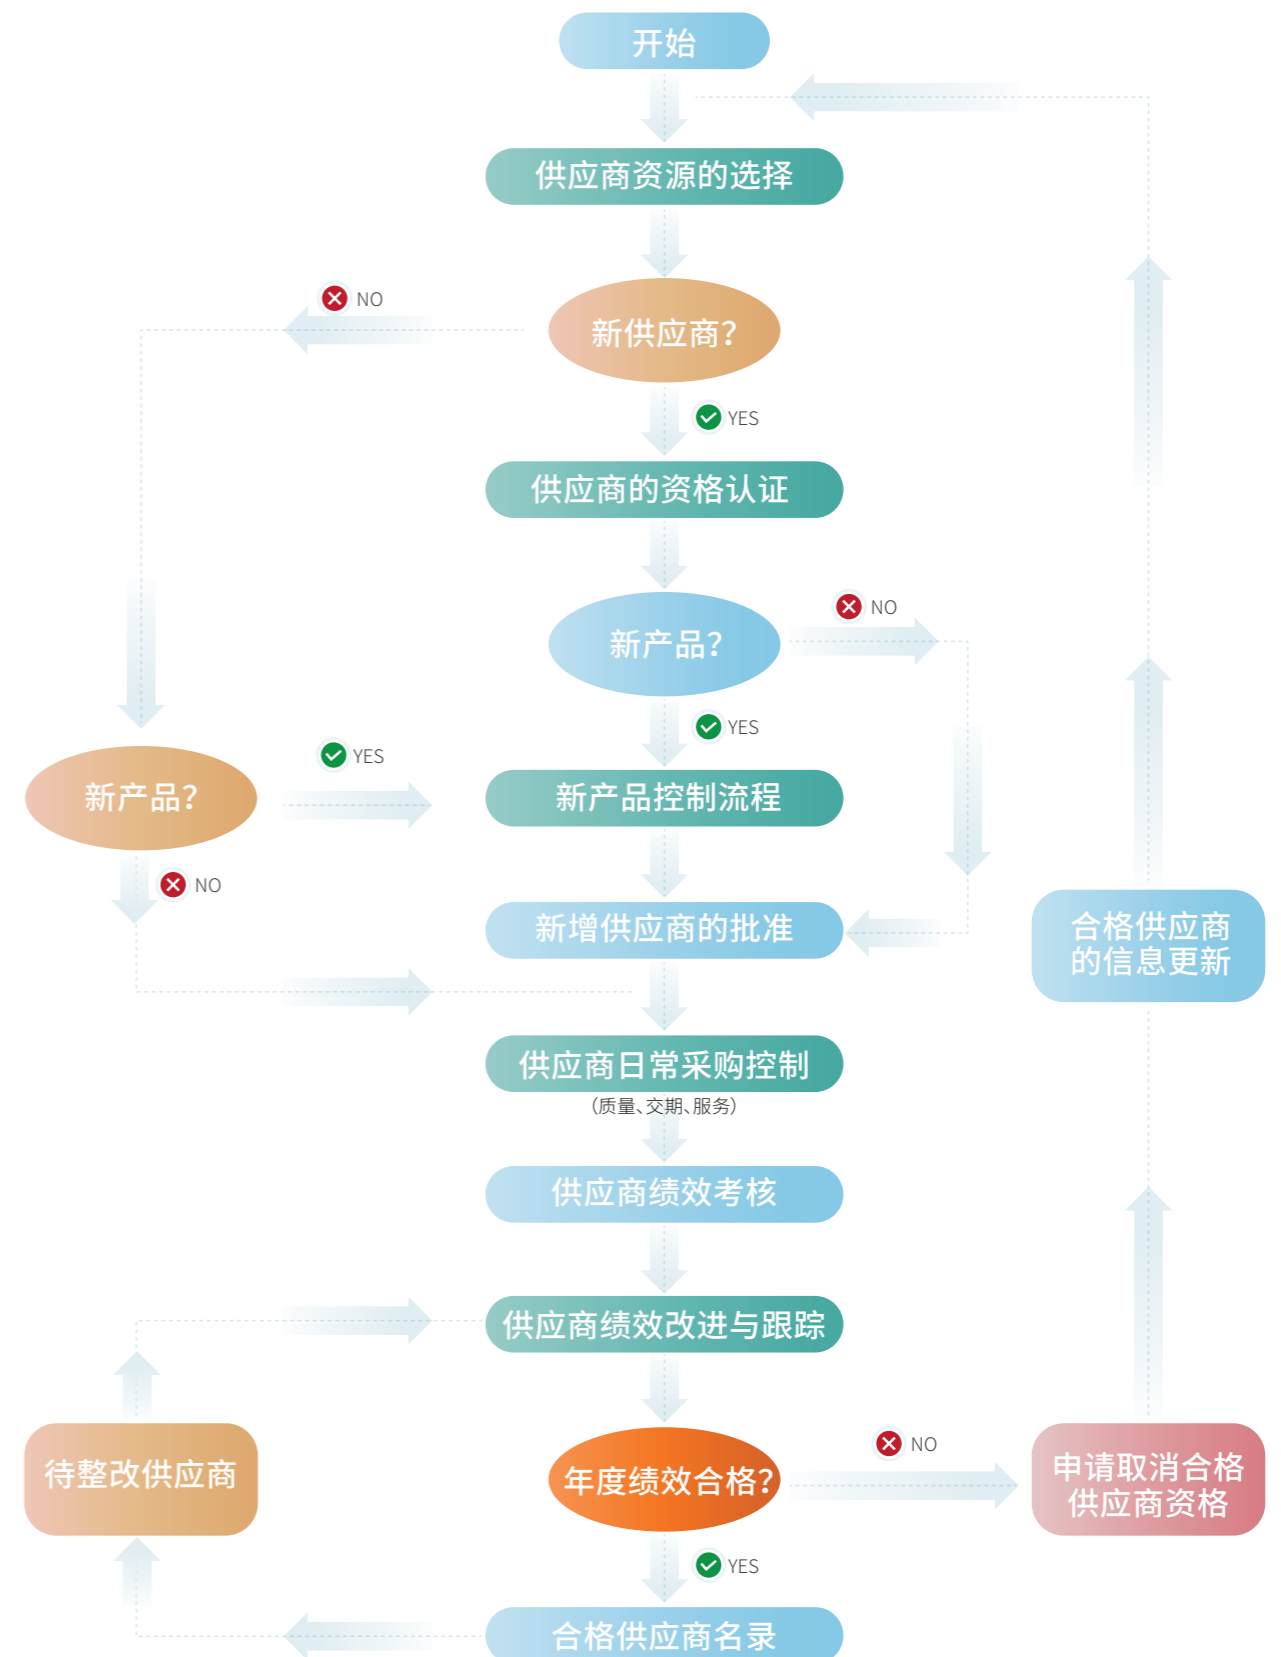 开始
供应商资源的选择
NO
新供应商？
YES
供应商的资格认证
NO
新产品？
YES
新产品？
YES
新产品控制流程
NO
新增供应商的批准
合格供应商
的信息更新
供应商日常采购控制
（质量、交期、服务）
供应商绩效考核
供应商绩效改进与跟踪
待整改供应商
年度绩效合格？
NO
申请取消合格
供应商资格
YES
合格供应商名录